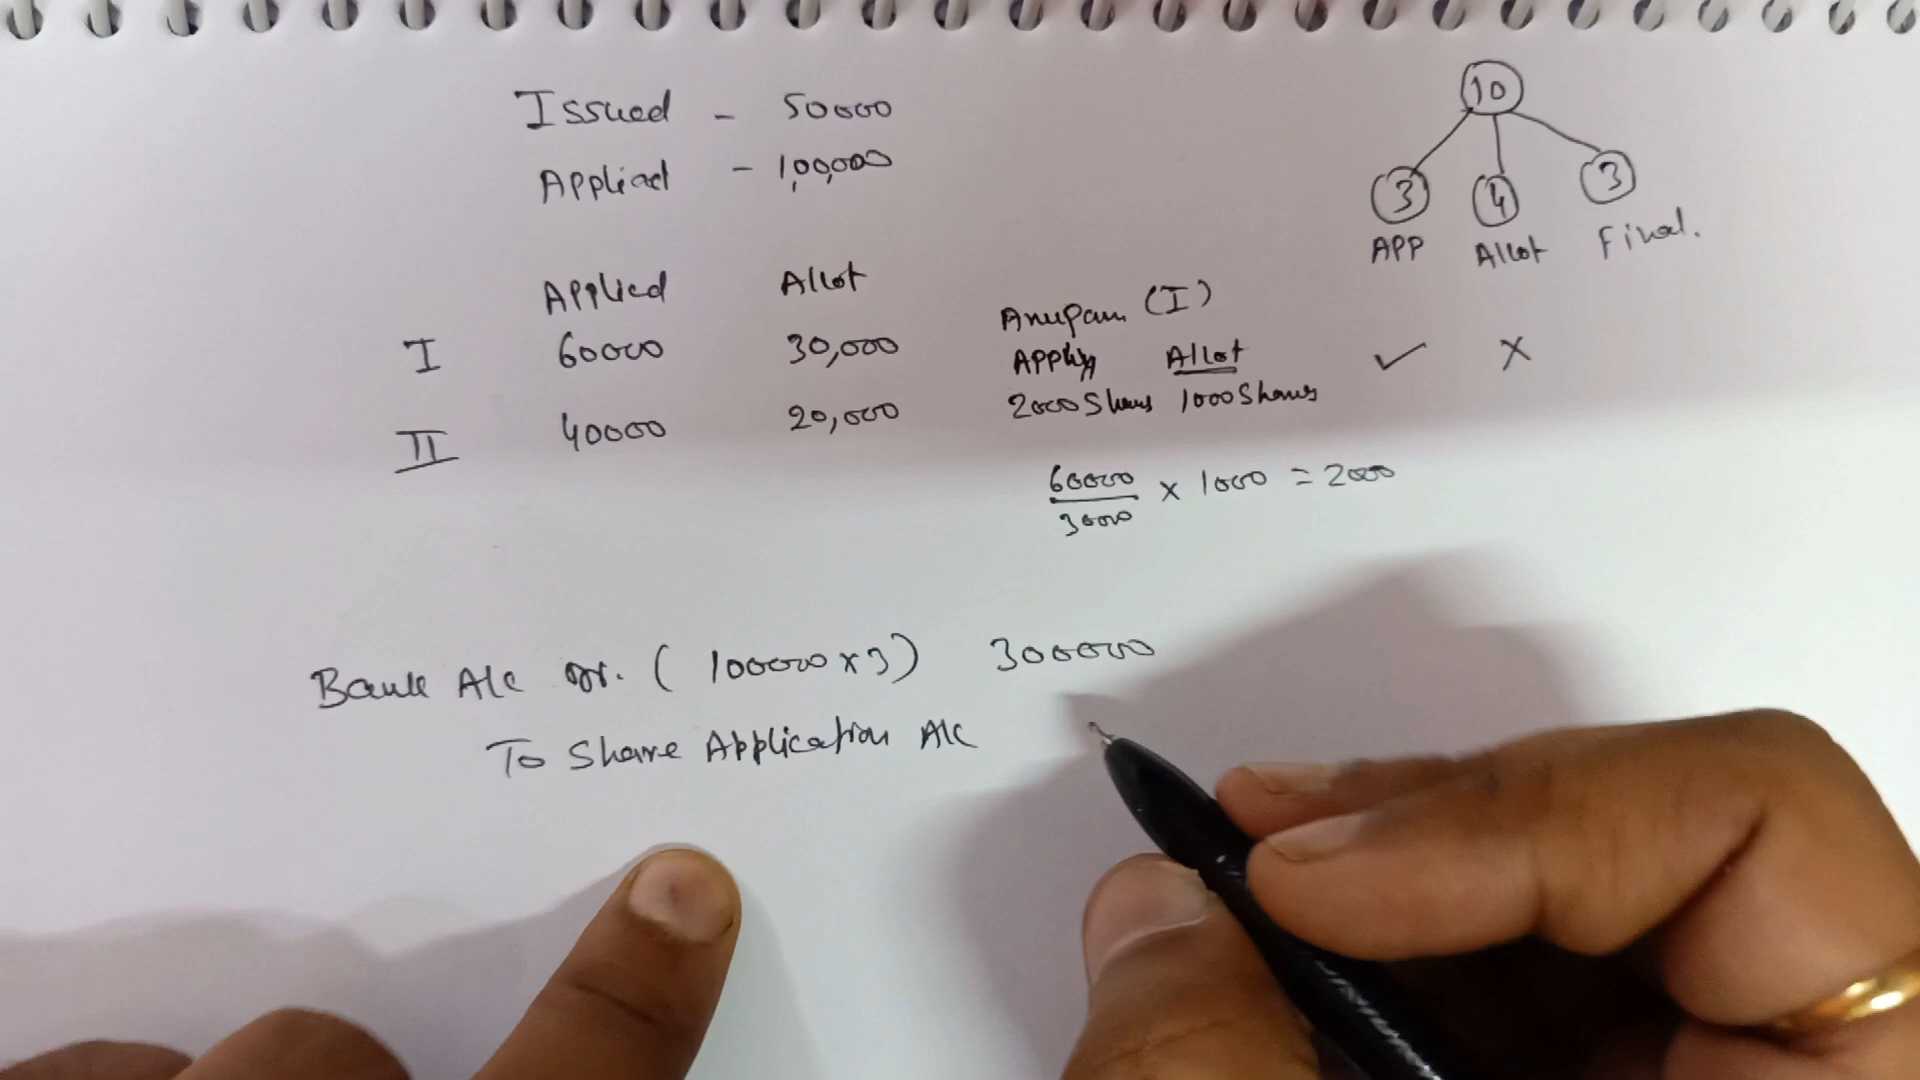 Issued - 50000
Applied - 1,00,000
10
3 4 3
APP Allot Final.
Applied Allot
I 60000 30,000
II 40000 20,000
Anupam (I)
Apply Allot ✓ X
2000 Shares 1000 Shares
60000/3000 x 1000 = 2000
Bank A/c Dr. (100000 x 3) 300000
To Share Application A/c